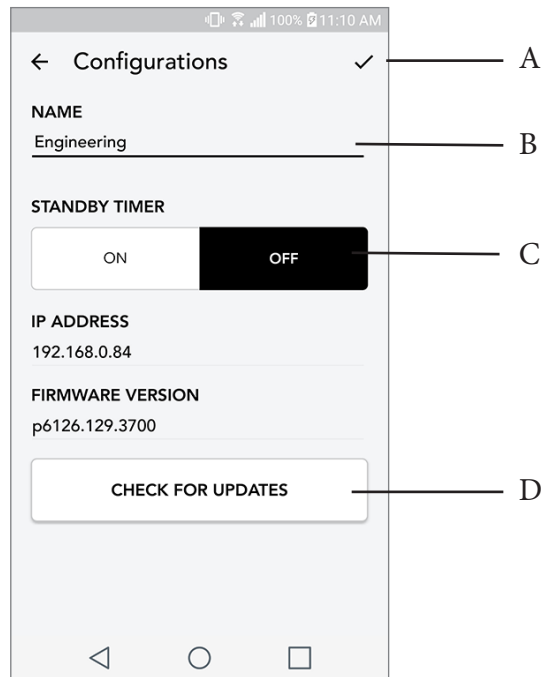 100% 11:10 AM
Configurations
A
NAME
Engineering
B
STANDBY TIMER
ON OFF
C
IP ADDRESS
192.168.0.84
FIRMWARE VERSION
p6126.129.3700
CHECK FOR UPDATES
D